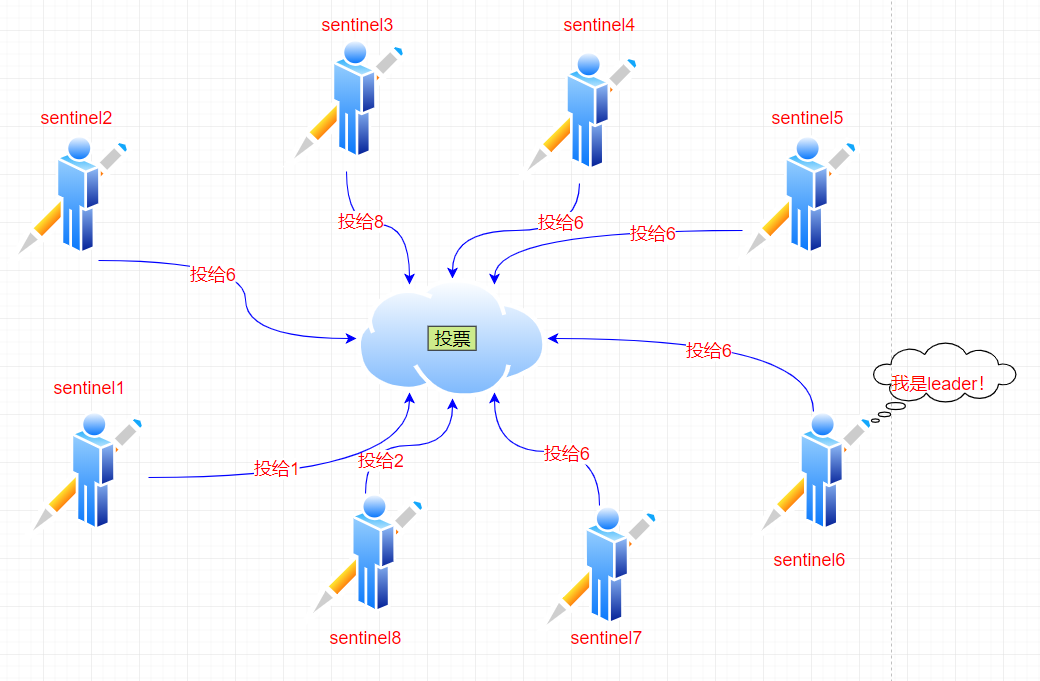 sentinel3
sentinel4
sentinel2
sentinel5
投给8
投给6
投给6
投给6
投票
投给6
我是leader!
sentinel1
投给1
投给2
投给6
sentinel6
sentinel8
sentinel7